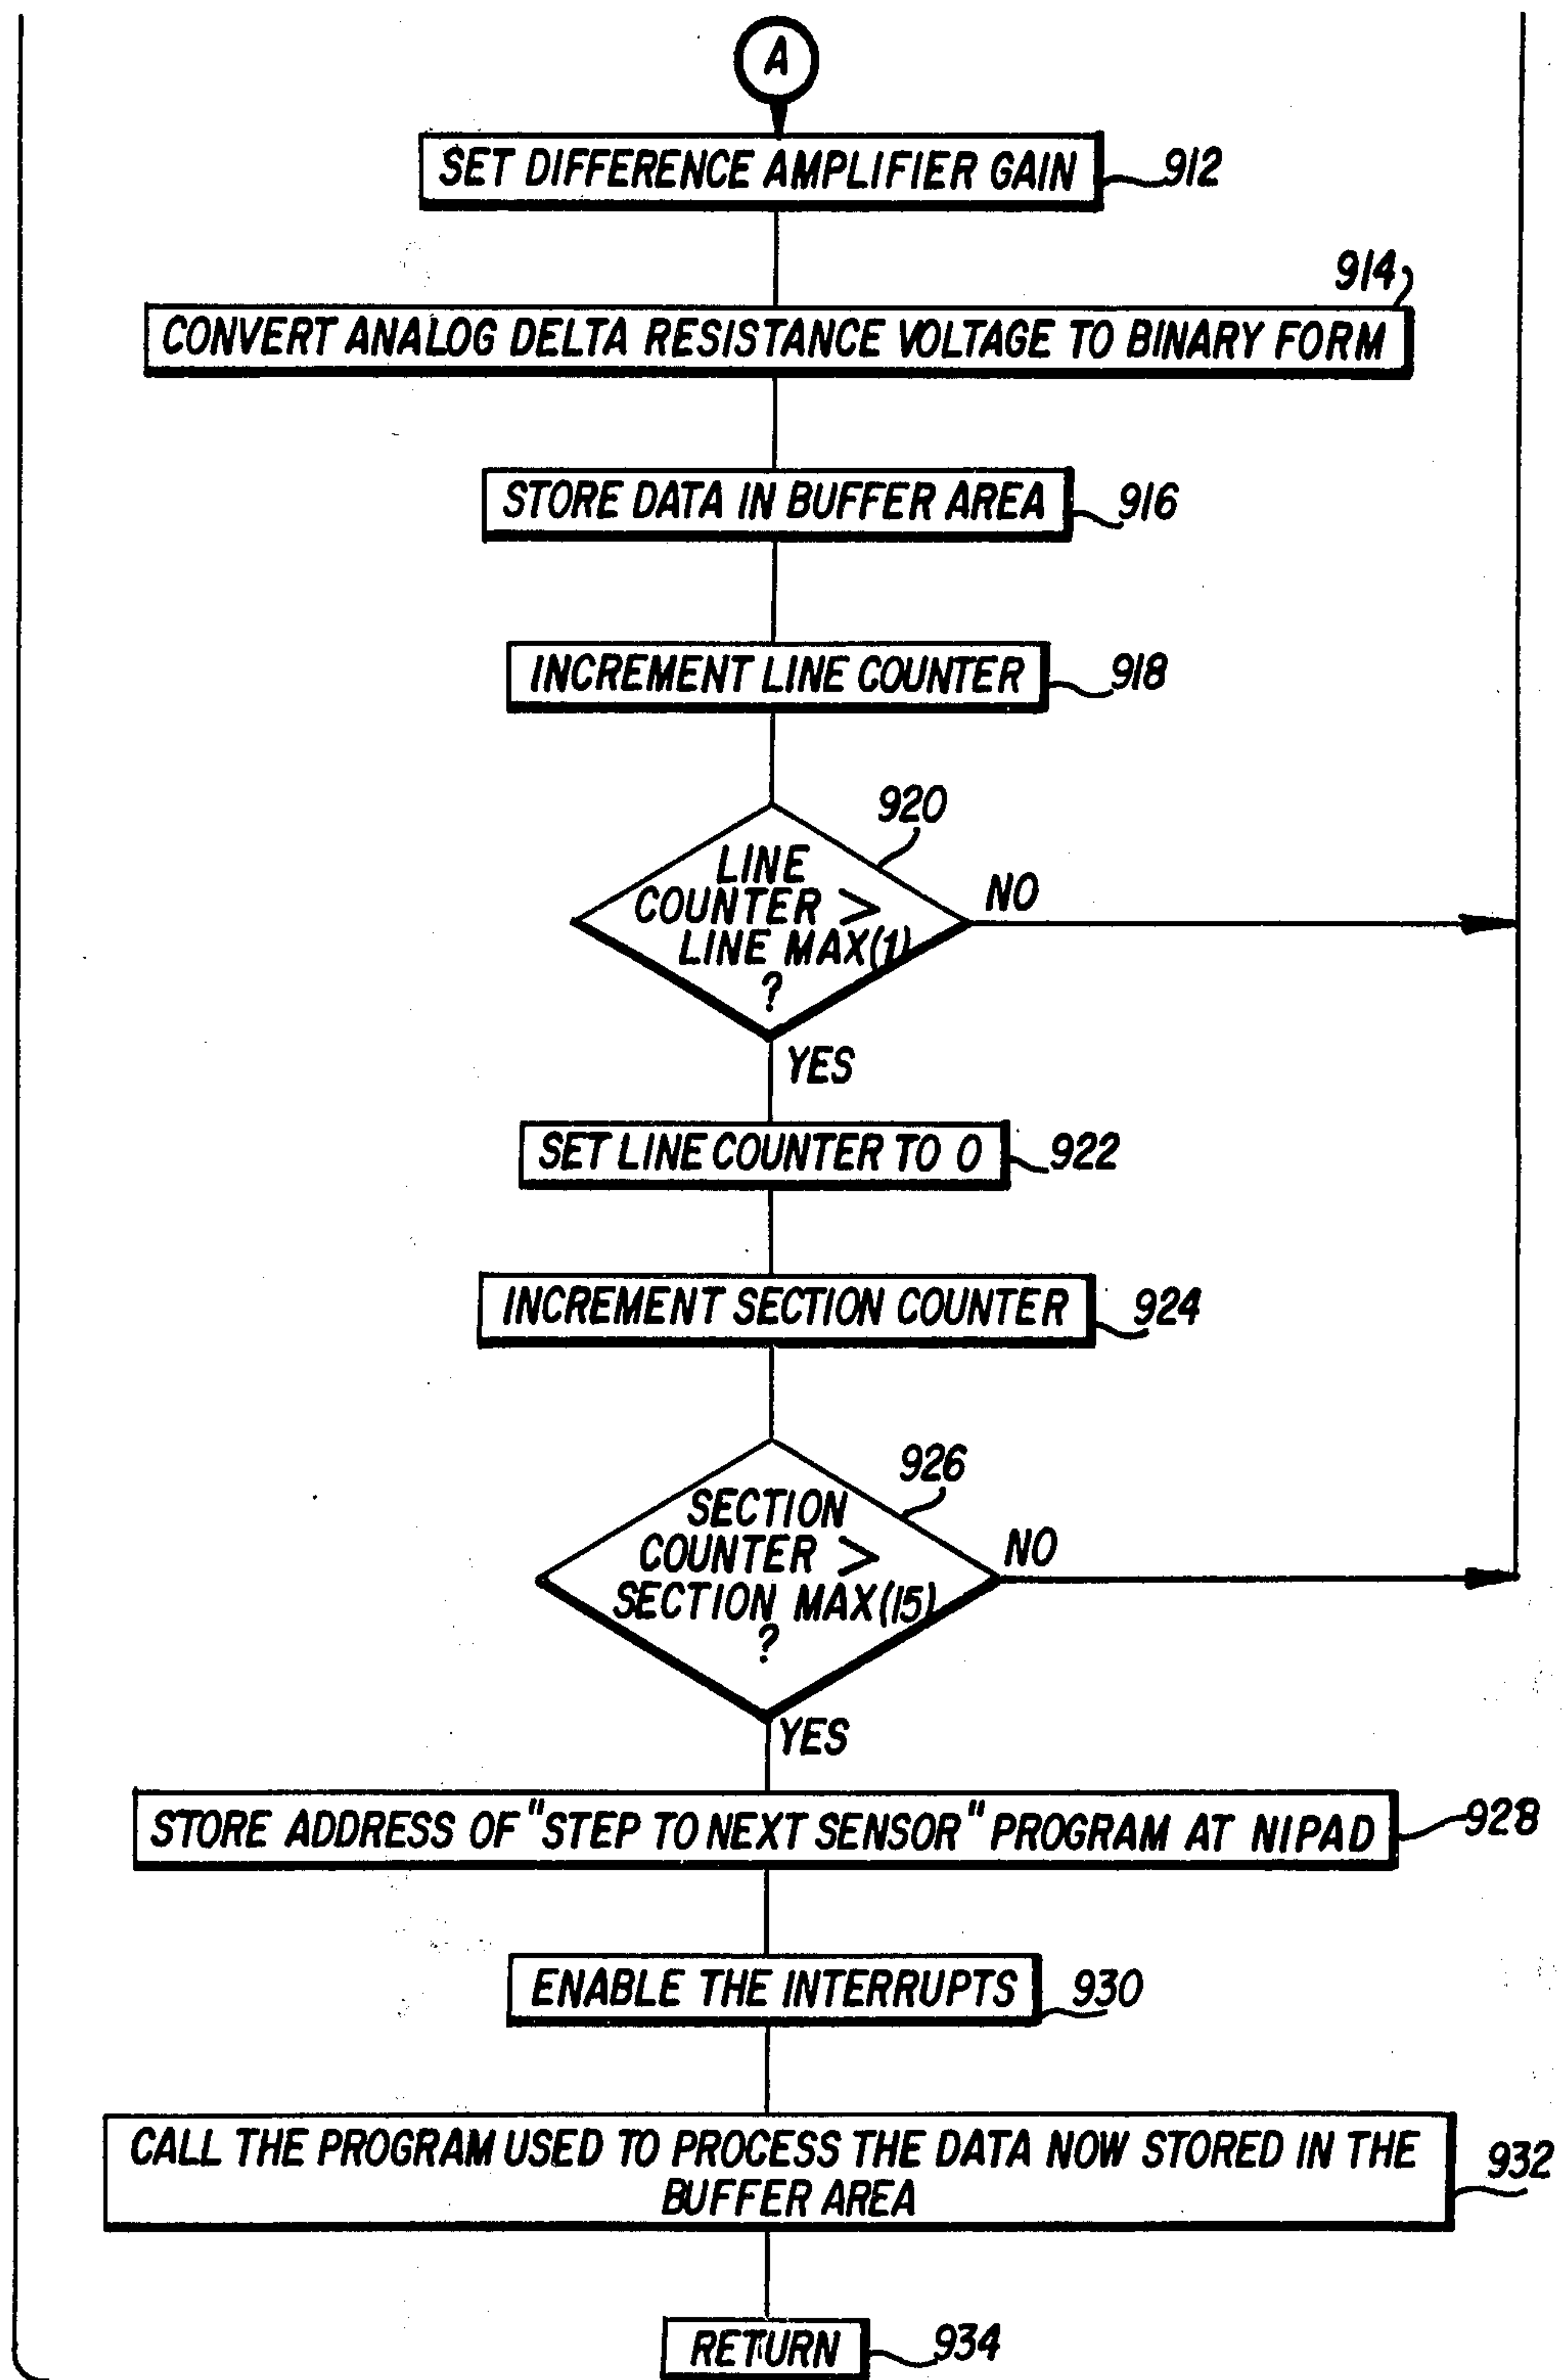 A
SET DIFFERENCE AMPLIFIER GAIN
912
914
CONVERT ANALOG DELTA RESISTANCE VOLTAGE TO BINARY FORM
STORE DATA IN BUFFER AREA
916
INCREMENT LINE COUNTER
918
920
LINE
COUNTER >
LINE MAX(1)
?
NO
YES
SET LINE COUNTER TO 0
922
INCREMENT SECTION COUNTER
924
926
SECTION
COUNTER >
SECTION MAX(15)
?
NO
YES
STORE ADDRESS OF "STEP TO NEXT SENSOR" PROGRAM AT NIPAD
928
ENABLE THE INTERRUPTS
930
CALL THE PROGRAM USED TO PROCESS THE DATA NOW STORED IN THE
BUFFER AREA
932
RETURN
934